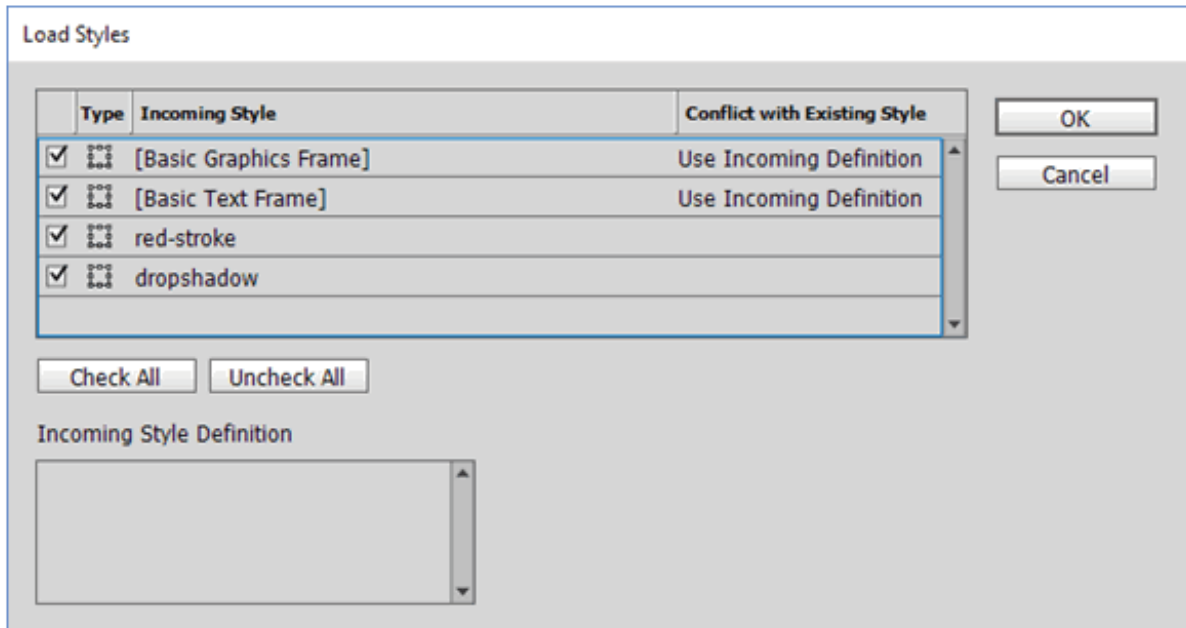 Load Styles
Type Incoming Style Conflict with Existing Style
[Basic Graphics Frame] Use Incoming Definition
[Basic Text Frame] Use Incoming Definition
red-stroke
dropshadow
OK
Cancel
Check All Uncheck All
Incoming Style Definition